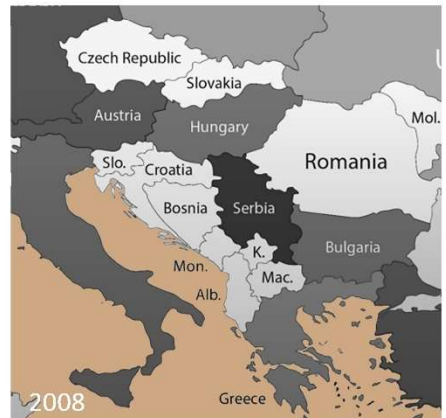 Czech Republic
Slovakia
U
Austria
Hungary
Mol.
Slo.
Croatia
Romania
Bosnia
Serbia
K.
Bulgaria
Mon.
Mac.
Alb.
2008
Greece